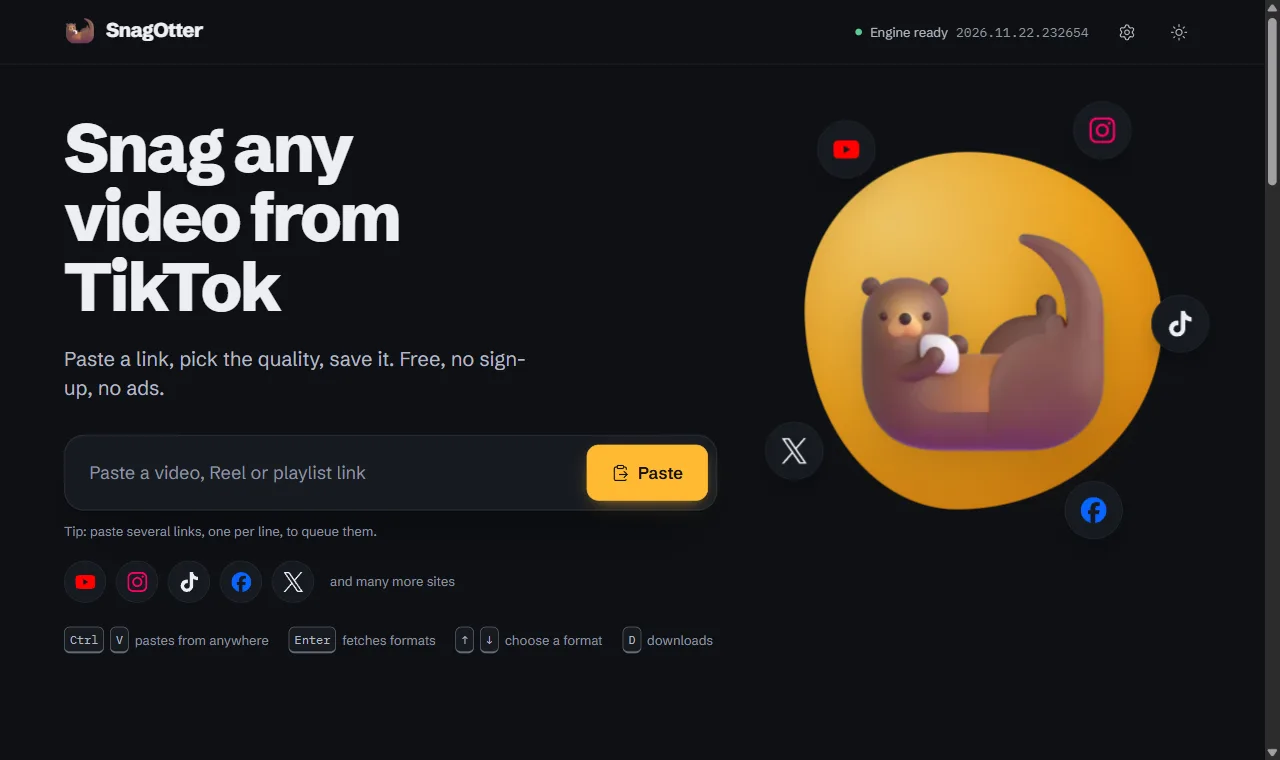 SnagOtter
Engine ready 2026.11.22.232654
Snag any
video from
TikTok
Paste a link, pick the quality, save it. Free, no sign-
up, no ads.
Paste a video, Reel or playlist link
Paste
Tip: paste several links, one per line, to queue them.
and many more sites
Ctrl V pastes from anywhere Enter fetches formats ↑ ↓ choose a format D downloads